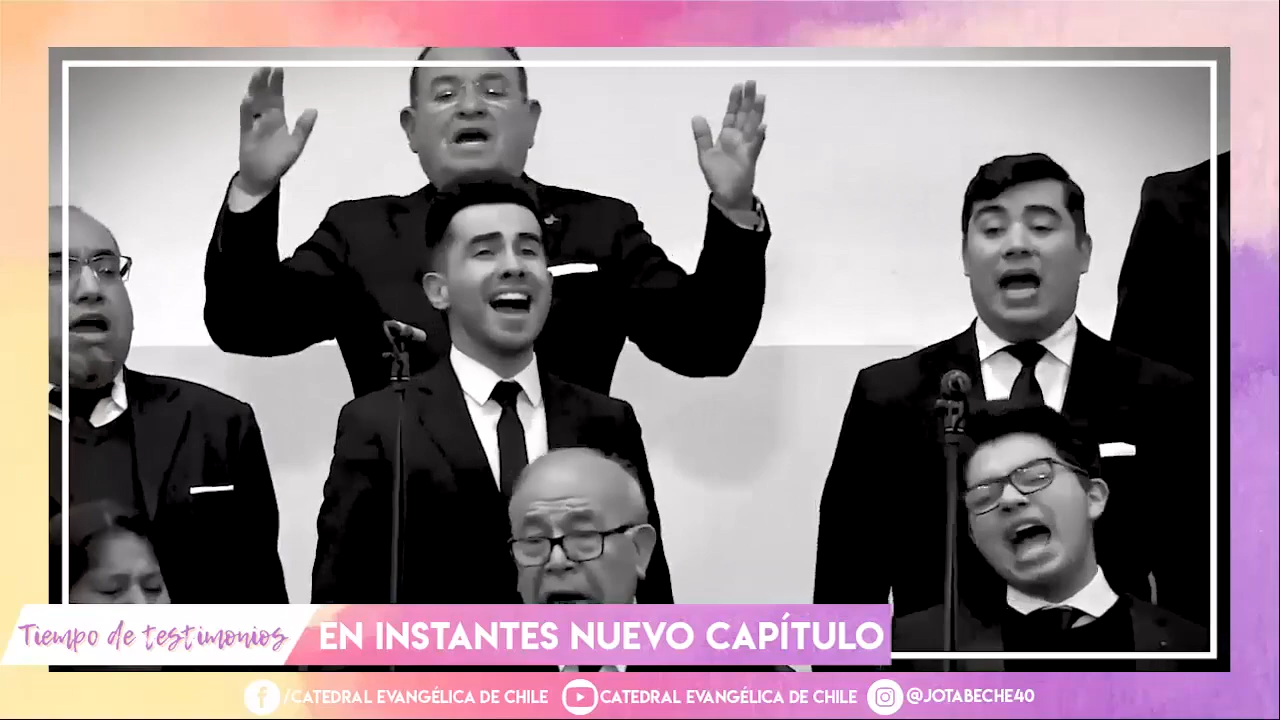 Tiempo de testimonios
EN INSTANTES NUEVO CAPÍTULO
/CATEDRAL EVANGÉLICA DE CHILE
CATEDRAL EVANGÉLICA DE CHILE
@JOTABECHE40